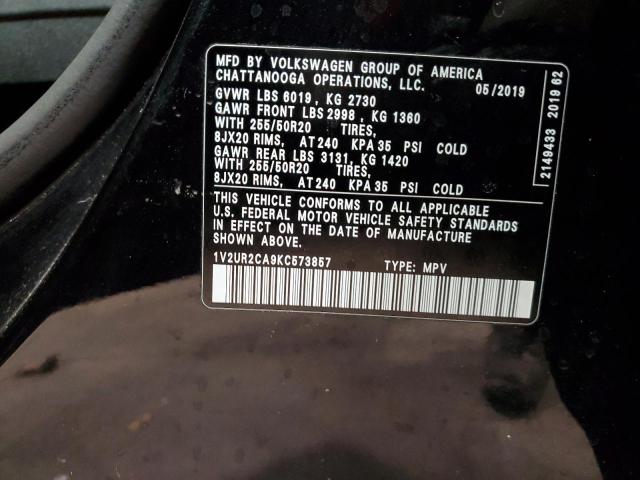 MFD BY VOLKSWAGEN GROUP OF AMERICA
CHATTANOOGA OPERATIONS, LLC. 05/2019
GVWR LBS 6019, KG 2730
GAWR FRONT LBS 2998, KG 1360
WITH 255/50R20 TIRES,
8JX20 RIMS, AT 240 KPA 35 PSI COLD
GAWR REAR LBS 3131, KG 1420
WITH 255/50R20 TIRES,
8JX20 RIMS, AT 240 KPA 35 PSI COLD
THIS VEHICLE CONFORMS TO ALL APPLICABLE
U.S. FEDERAL MOTOR VEHICLE SAFETY STANDARDS
IN EFFECT ON THE DATE OF MANUFACTURE
SHOWN ABOVE.
1V2UR2CA9KC573857 TYPE: MPV
2149433 2019 62